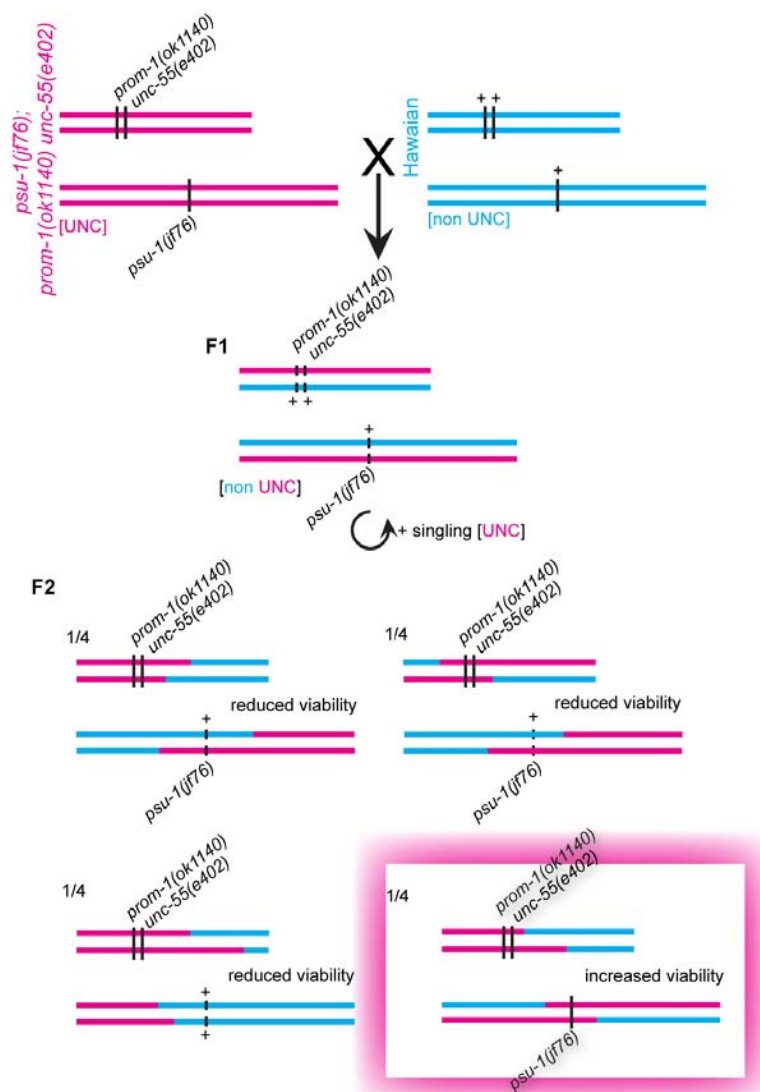 prom-1(ok1140)
unc-55(e402)
psu-1(jf76);
prom-1(ok1140) unc-55(e402)
[UNC]
psu-1(jf76)
X
Hawaiian
+ +
+
[non UNC]
F1
prom-1(ok1140)
unc-55(e402)
+ +
+
[non UNC]
psu-1(jf76)
+ singling [UNC]
F2
1/4
prom-1(ok1140)
unc-55(e402)
reduced viability
+
psu-1(jf76)
1/4
prom-1(ok1140)
unc-55(e402)
reduced viability
+
psu-1(jf76)
1/4
prom-1(ok1140)
unc-55(e402)
reduced viability
+
+
1/4
prom-1(ok1140)
unc-55(e402)
increased viability
psu-1(jf76)